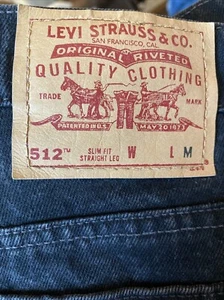 LEVI STRAUSS & CO.
SAN FRANCISCO, CAL.
ORIGINAL RIVETED
QUALITY CLOTHING
TRADE MARK
PATENTED IN U.S. MAY 20 1873
512™ SLIM FIT STRAIGHT LEG W L M